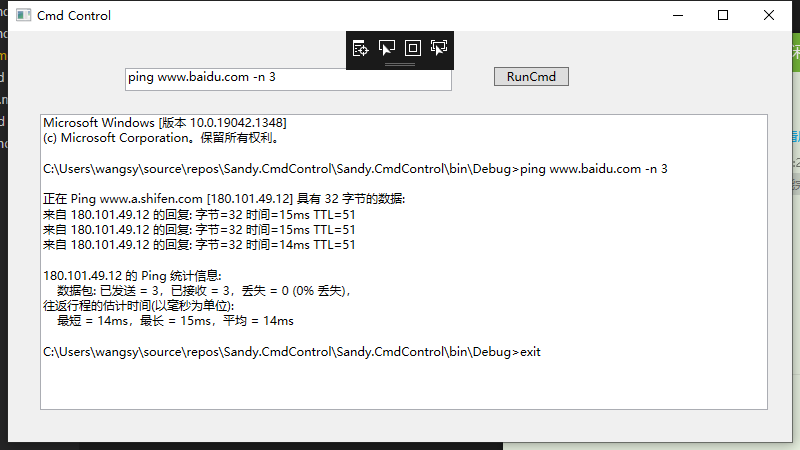 Cmd Control
ping www.baidu.com -n 3
RunCmd
Microsoft Windows [版本 10.0.19042.1348]
(c) Microsoft Corporation。保留所有权利。
C:\Users\wangsy\source\repos\Sandy.CmdControl\Sandy.CmdControl\bin\Debug>ping www.baidu.com -n 3
正在 Ping www.a.shifen.com [180.101.49.12] 具有 32 字节的数据:
来自 180.101.49.12 的回复: 字节=32 时间=15ms TTL=51
来自 180.101.49.12 的回复: 字节=32 时间=15ms TTL=51
来自 180.101.49.12 的回复: 字节=32 时间=14ms TTL=51
180.101.49.12 的 Ping 统计信息:
数据包: 已发送 = 3，已接收 = 3，丢失 = 0 (0% 丢失)，
往返行程的估计时间(以毫秒为单位):
最短 = 14ms，最长 = 15ms，平均 = 14ms
C:\Users\wangsy\source\repos\Sandy.CmdControl\Sandy.CmdControl\bin\Debug>exit